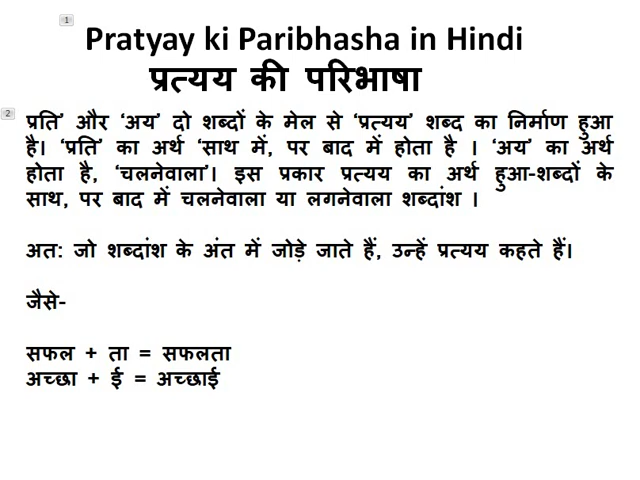 1
Pratyay ki Paribhasha in Hindi
प्रत्यय की परिभाषा
2
प्रति’ और ‘अय’ दो शब्दों के मेल से ‘प्रत्यय’ शब्द का निर्माण हुआ
है। ‘प्रति’ का अर्थ ‘साथ में, पर बाद में होता है । ‘अय’ का अर्थ
होता है, ‘चलनेवाला’। इस प्रकार प्रत्यय का अर्थ हुआ-शब्दों के
साथ, पर बाद में चलनेवाला या लगनेवाला शब्दांश ।
अत: जो शब्दांश के अंत में जोड़े जाते हैं, उन्हें प्रत्यय कहते हैं।
जैसे-
सफल + ता = सफलता
अच्छा + ई = अच्छाई